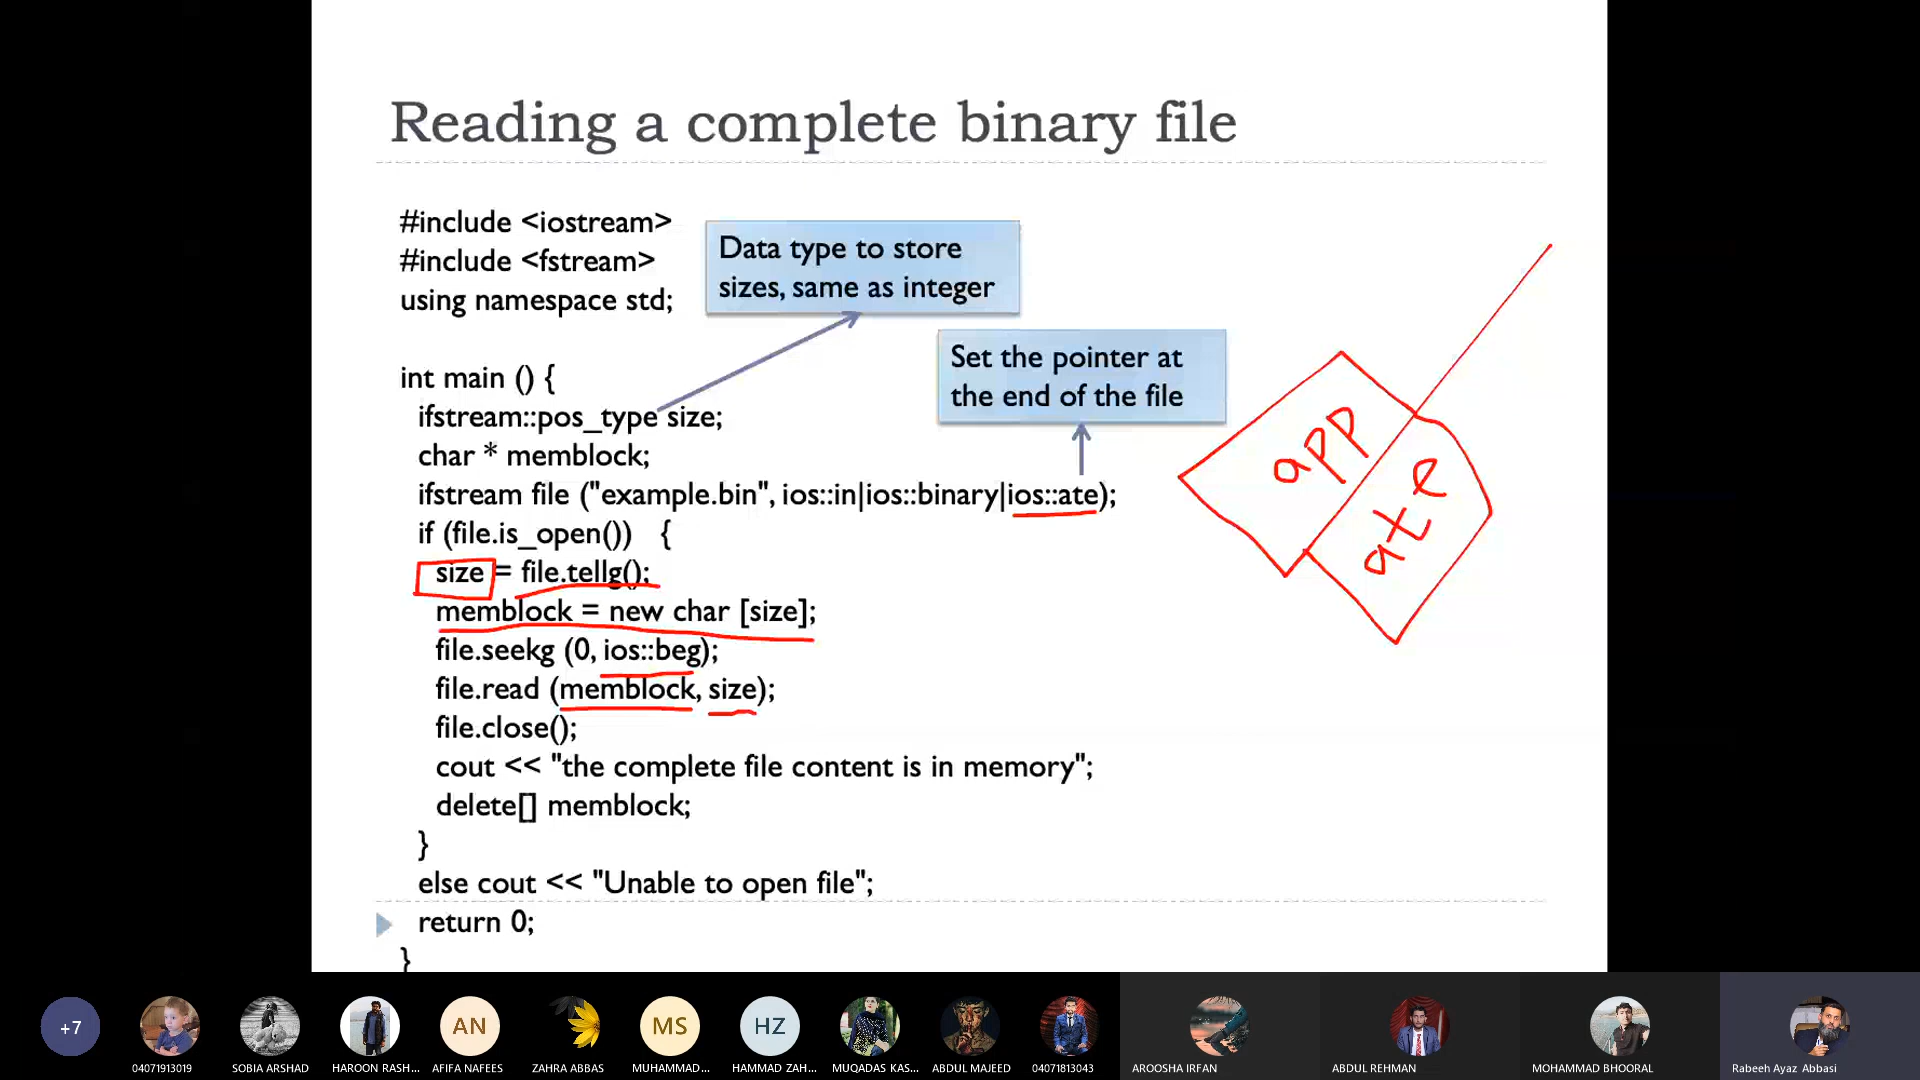 Reading a complete binary file
#include <iostream>
#include <fstream>
using namespace std;
Data type to store
sizes, same as integer
Set the pointer at
the end of the file
int main () {
ifstream::pos_type size;
char * memblock;
ifstream file ("example.bin", ios::in|ios::binary|ios::ate);
if (file.is_open()) {
size = file.tellg();
memblock = new char [size];
file.seekg (0, ios::beg);
file.read (memblock, size);
file.close();
cout << "the complete file content is in memory";
delete[] memblock;
}
else cout << "Unable to open file";
return 0;
}
app
ate
+7
AN
MS
HZ
04071913019
SOBIA ARSHAD
HAROON RASH...
AFIFA NAFEES
ZAHRA ABBAS
MUHAMMAD...
HAMMAD ZAH...
MUQADAS KAS...
ABDUL MAJEED
04071813043
AROOSHA IRFAN
ABDUL REHMAN
MOHAMMAD BHOORAL
Rabeeh Ayaz Abbasi